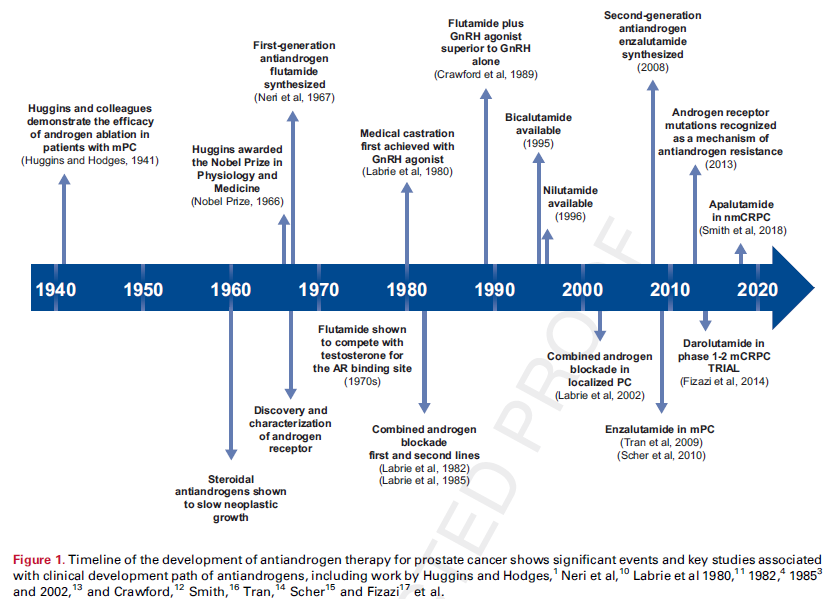 Huggins and colleagues
demonstrate the efficacy
of androgen ablation in
patients with mPC
(Huggins and Hodges, 1941)
Huggins awarded
the Nobel Prize in
Physiology and
Medicine
(Nobel Prize, 1966)
First-generation
antiandrogen
flutamide
synthesized
(Neri et al, 1967)
Medical castration
first achieved with
GnRH agonist
(Labrie et al, 1980)
Flutamide plus
GnRH agonist
superior to GnRH
alone
(Crawford et al, 1989)
Bicalutamide
available
(1995)
Nilutamide
available
(1996)
Second-generation
antiandrogen
enzalutamide
synthesized
(2008)
Androgen receptor
mutations recognized
as a mechanism of
antiandrogen resistance
(2013)
Apalutamide
in nmCRPC
(Smith et al, 2018)
1940 1950 1960 1970 1980 1990 2000 2010 2020
Steroidal
antiandrogens shown
to slow neoplastic
growth
Discovery and
characterization
of androgen
receptor
Flutamide shown
to compete with
testosterone for
the AR binding site
(1970s)
Combined androgen
blockade
first and second lines
(Labrie et al, 1982)
(Labrie et al, 1985)
Combined androgen
blockade in
localized PC
(Labrie et al, 2002)
Enzalutamide in mPC
(Tran et al, 2009)
(Scher et al, 2010)
Darolutamide in
phase 1-2 mCRPC
TRIAL
(Fizazi et al, 2014)
TED PROOF
Figure 1. Timeline of the development of antiandrogen therapy for prostate cancer shows significant events and key studies associated
with clinical development path of antiandrogens, including work by Huggins and Hodges,1 Neri et al,10 Labrie et al 1980,11 1982,4 19853
and 2002,13 and Crawford,12 Smith,16 Tran,14 Scher15 and Fizazi17 et al.